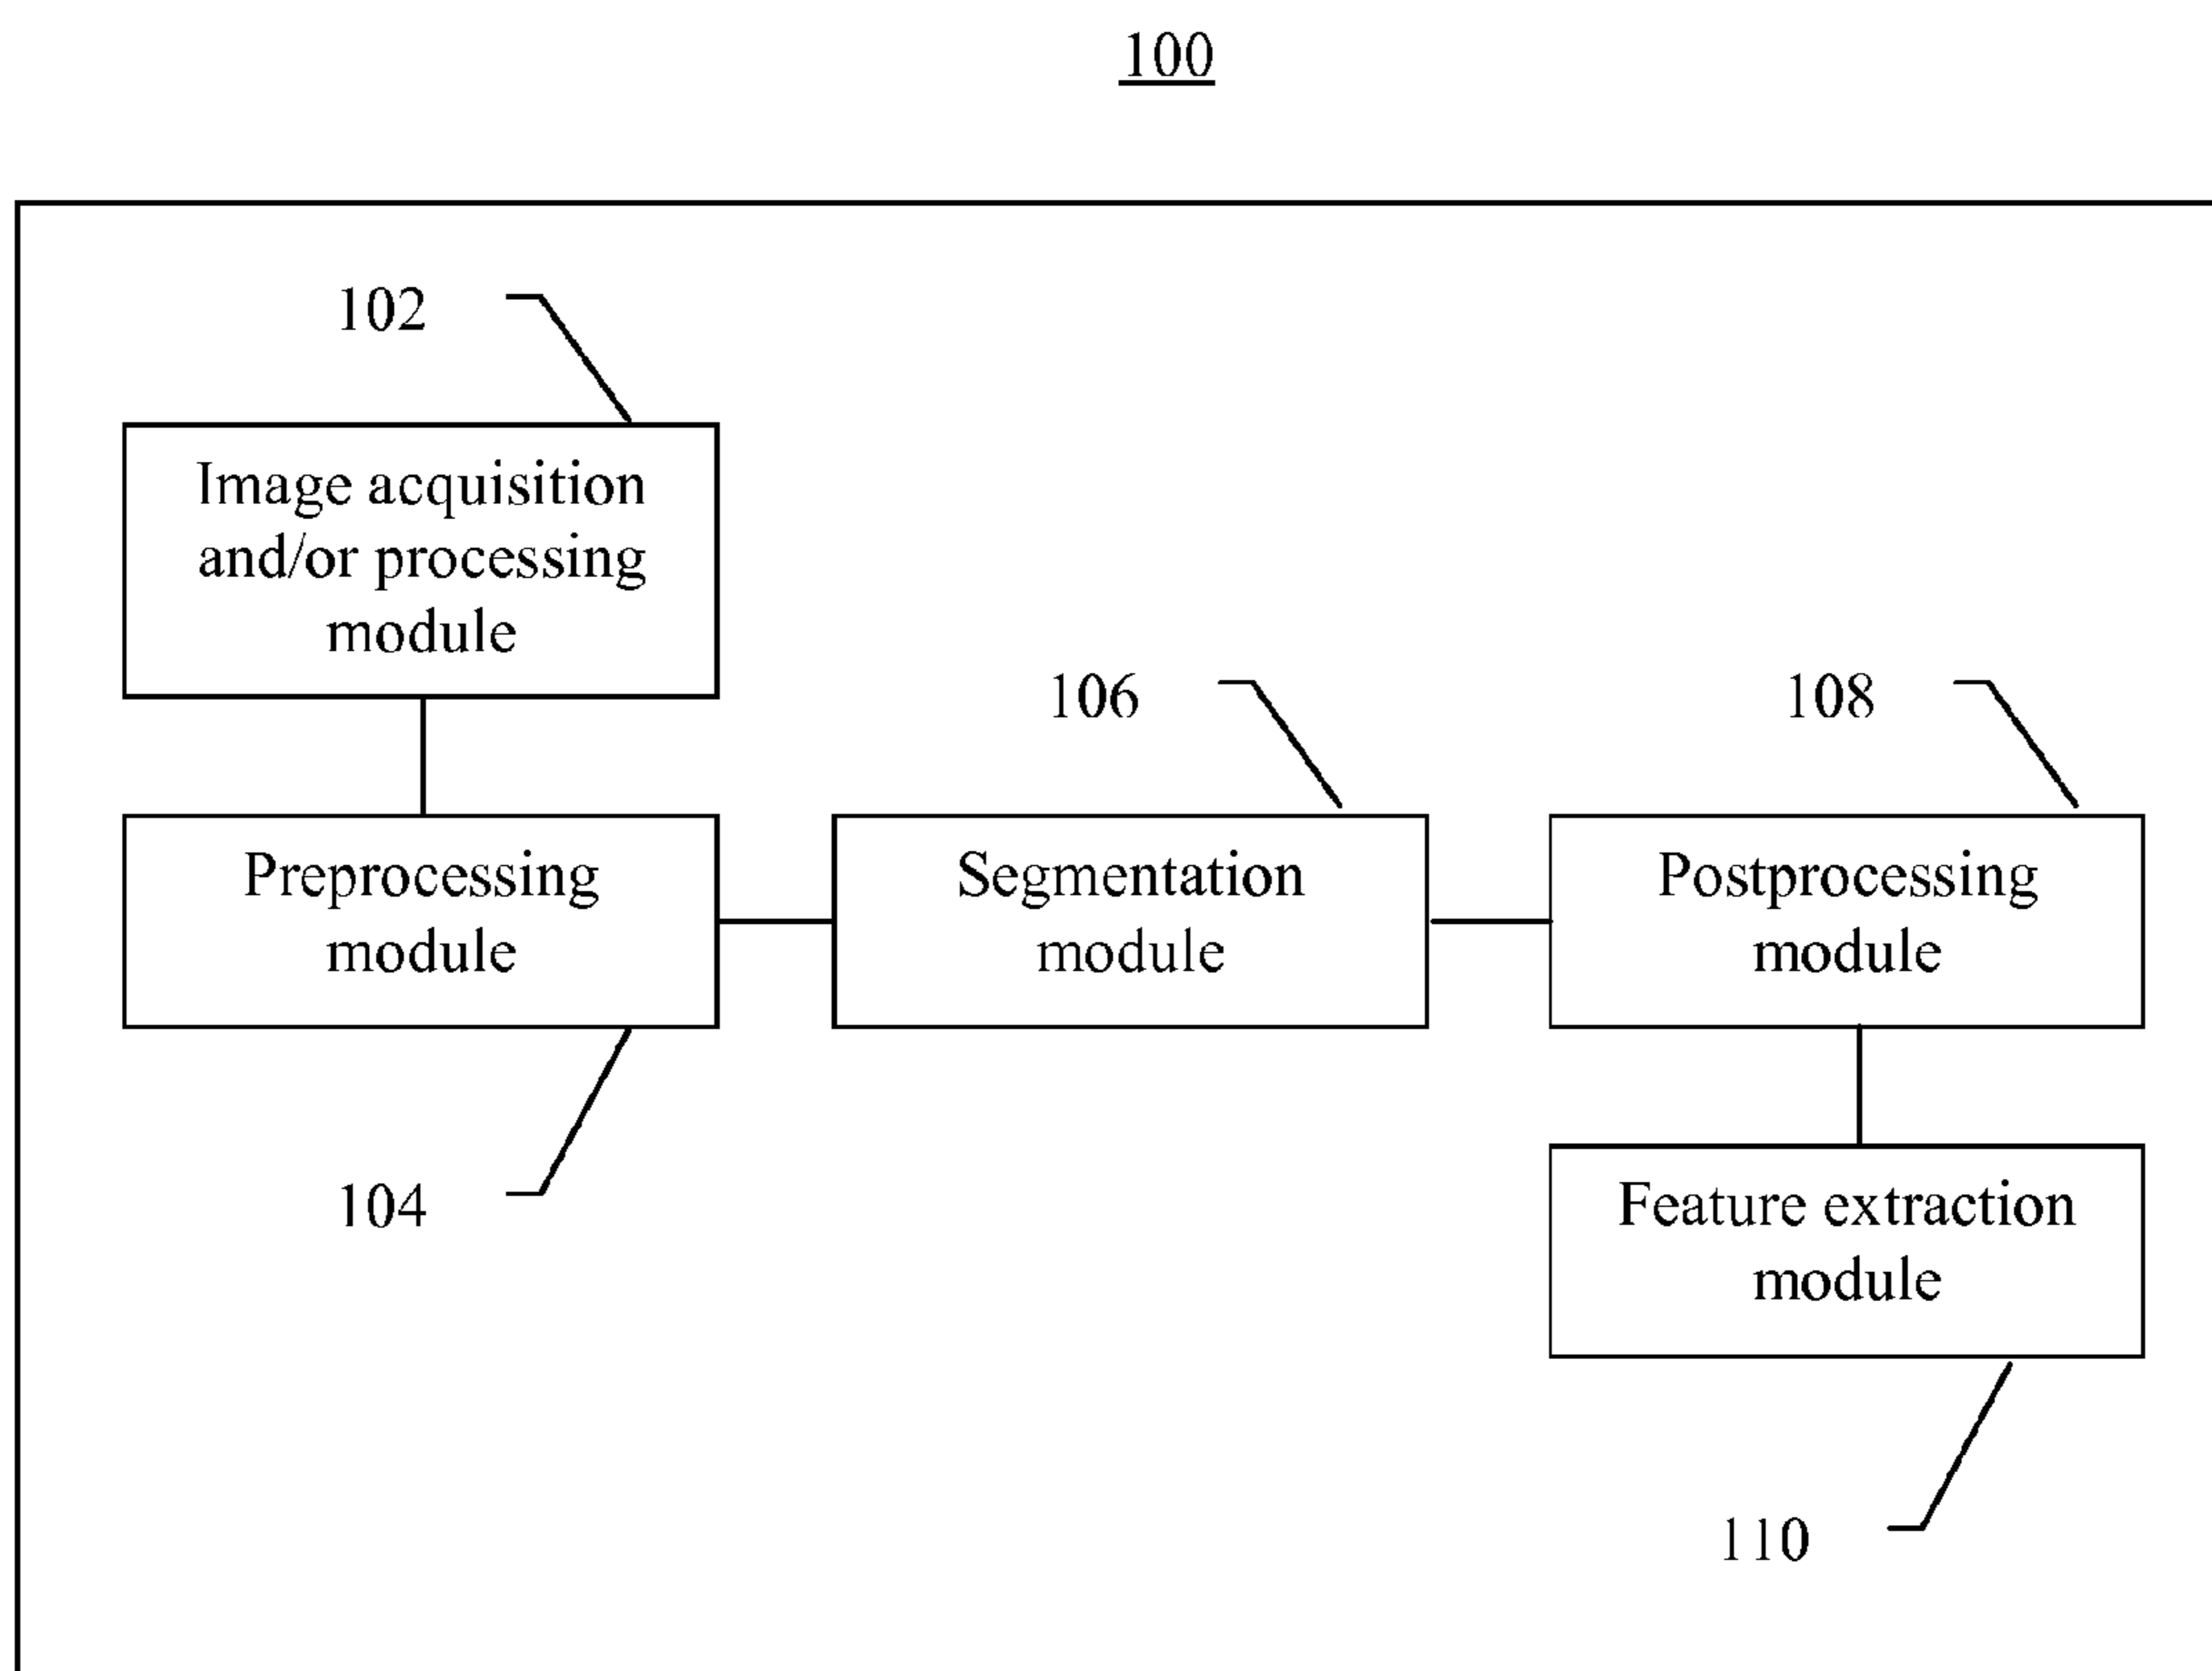 100
102
Image acquisition
and/or processing
module
106
108
Preprocessing
module
Segmentation
module
Postprocessing
module
104
Feature extraction
module
110